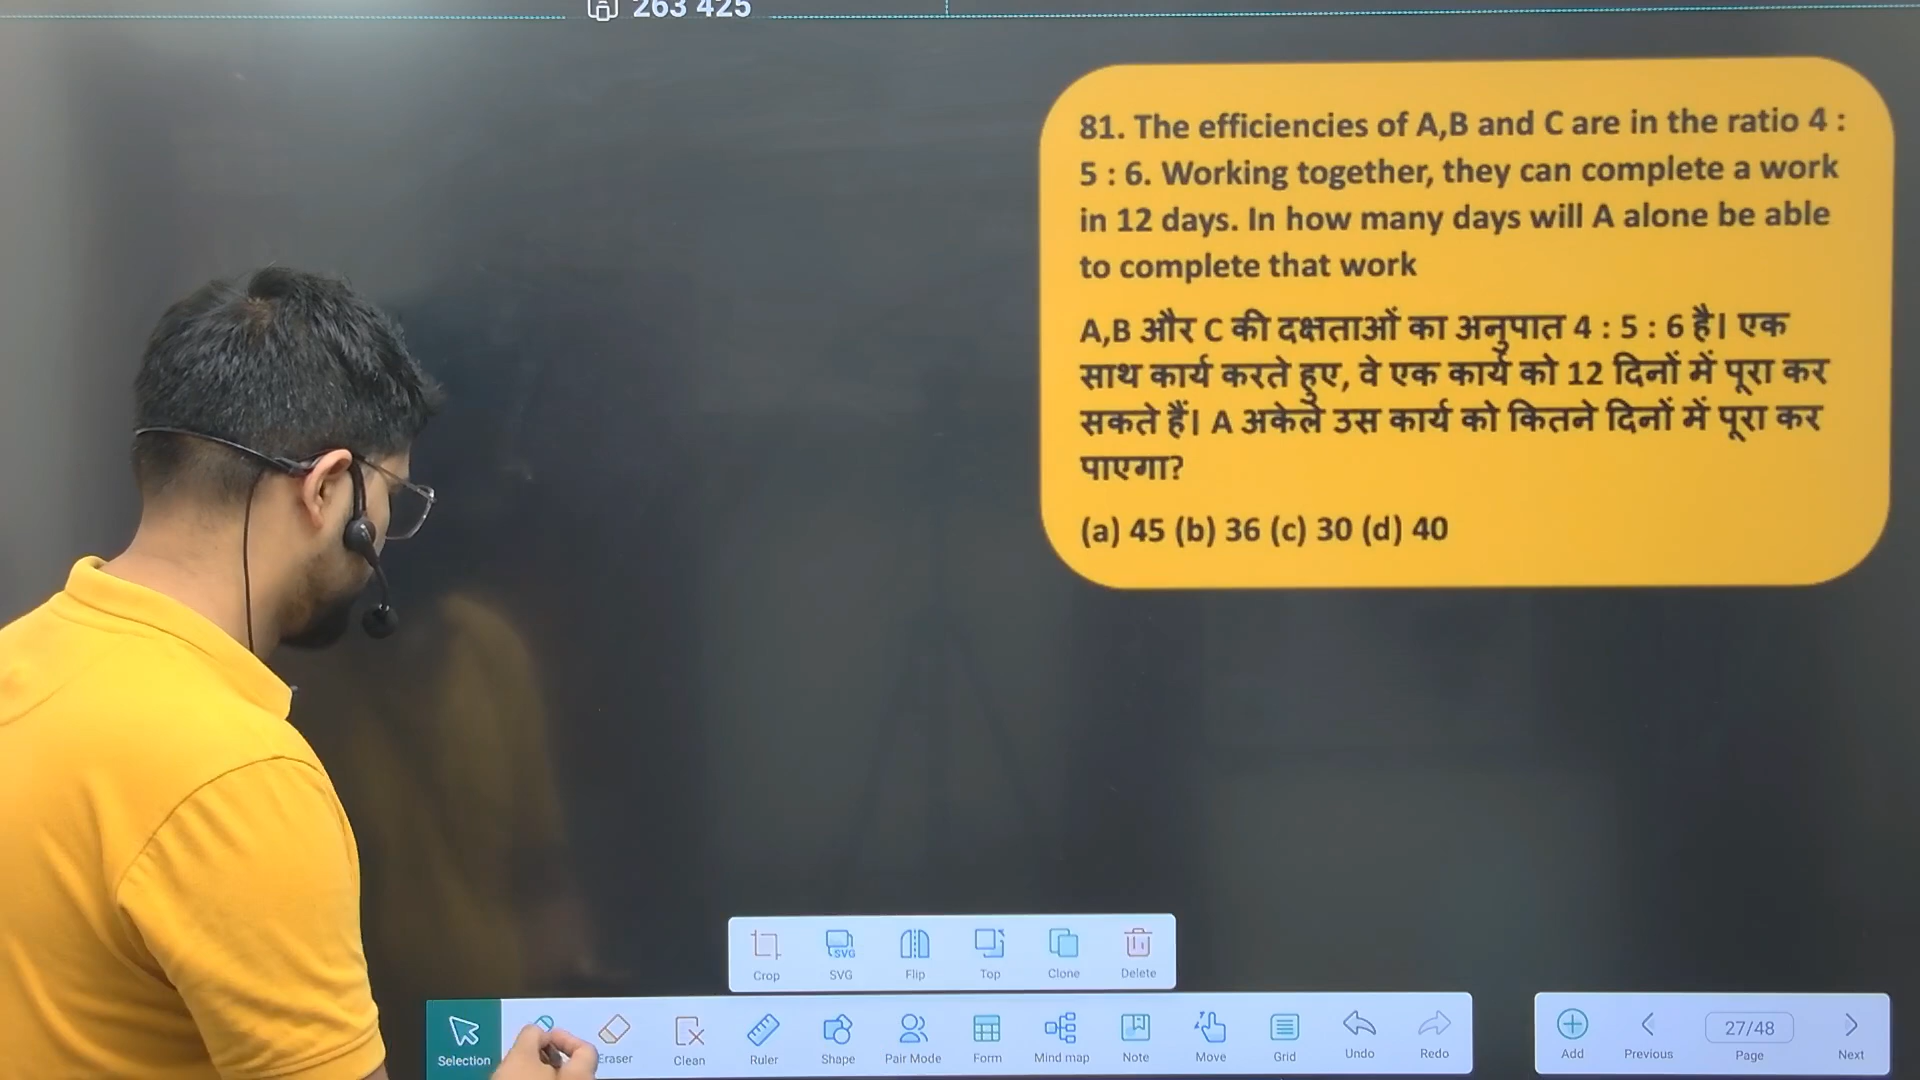 263 425
81. The efficiencies of A,B and C are in the ratio 4 :
5 : 6. Working together, they can complete a work
in 12 days. In how many days will A alone be able
to complete that work
A,B और C की दक्षताओं का अनुपात 4 : 5 : 6 है। एक
साथ कार्य करते हुए, वे एक कार्य को 12 दिनों में पूरा कर
सकते हैं। A अकेले उस कार्य को कितने दिनों में पूरा कर
पाएगा?
(a) 45 (b) 36 (c) 30 (d) 40
Crop SVG Flip Top Clone Delete
Selection Eraser Clean Ruler Shape Pair Mode Form Mind map Note Move Grid Undo Redo
Add Previous 27/48 Page Next